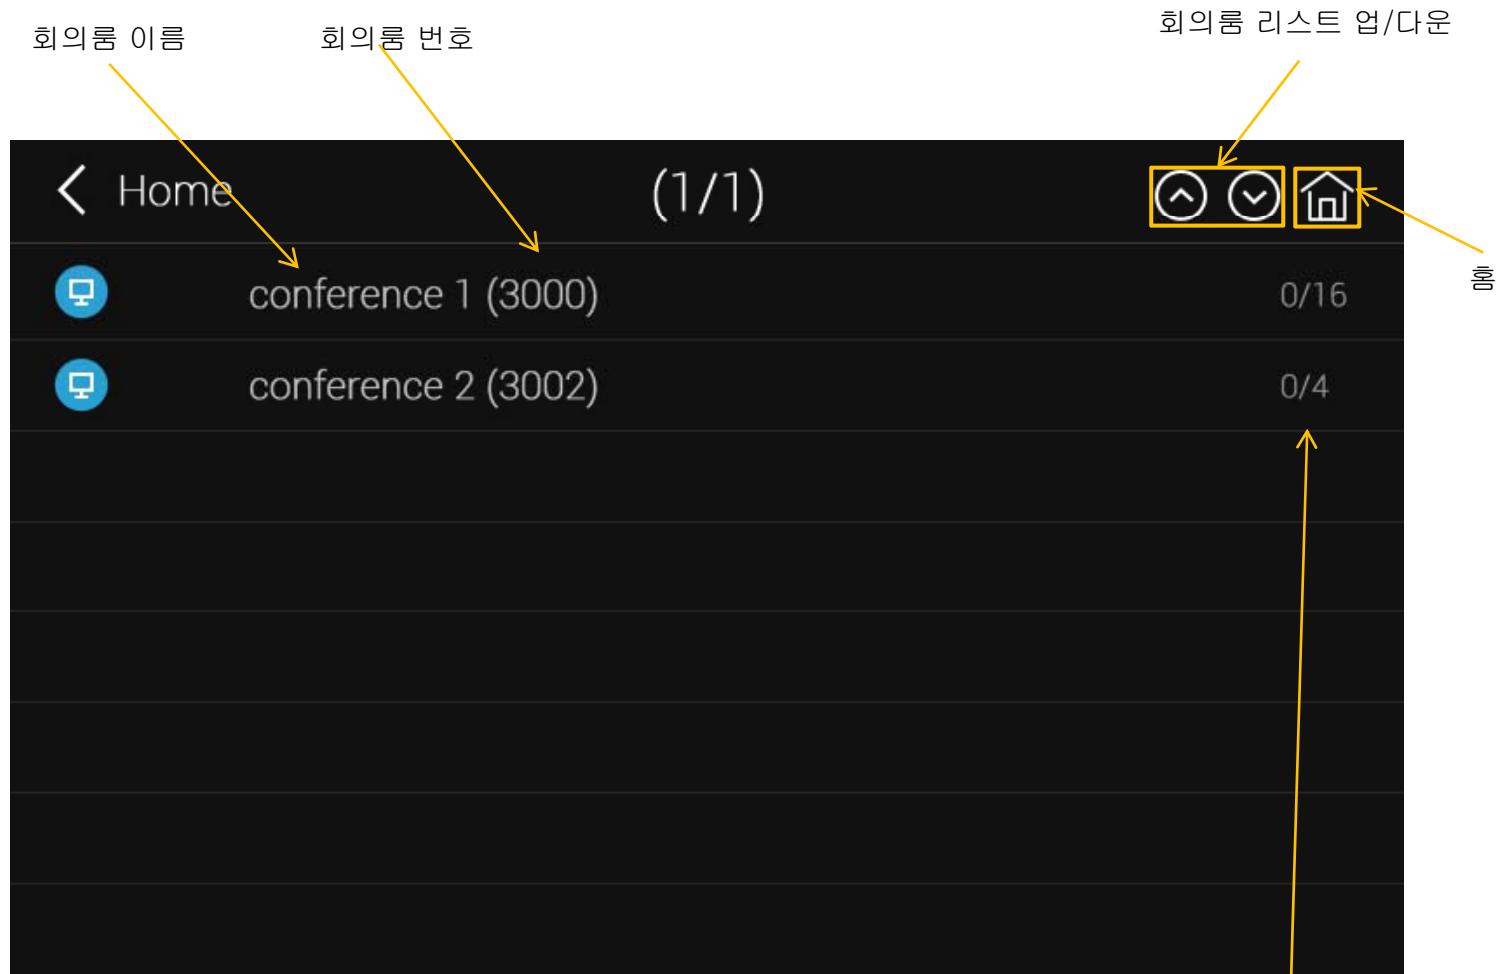 회의룸 이름
회의룸 번호
회의룸 리스트 업/다운
Home
(1/1)
홈
conference 1 (3000)
0/16
conference 2 (3002)
0/4